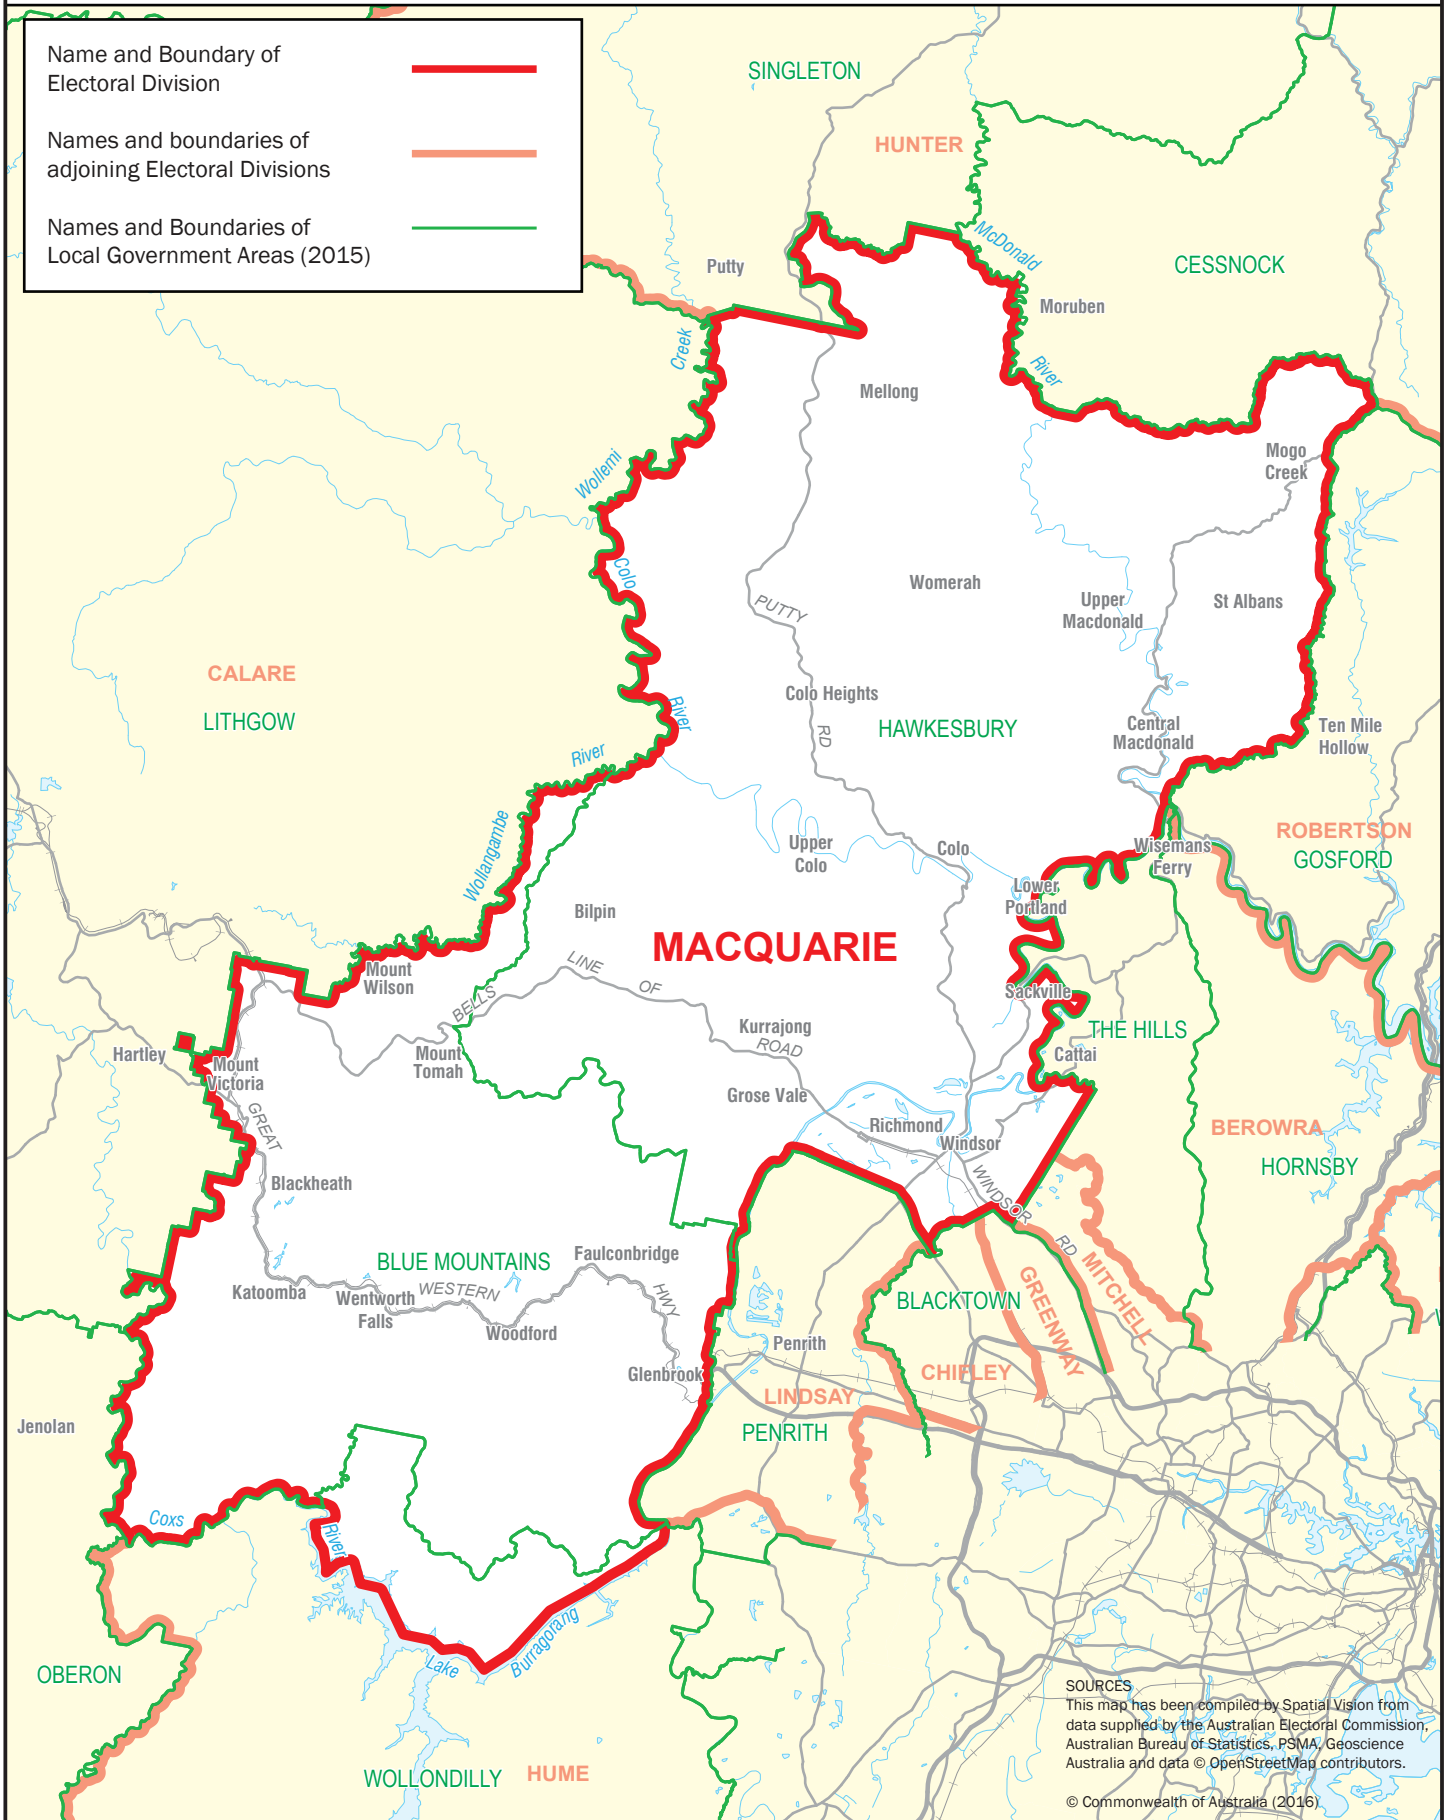 Name and Boundary of
Electoral Division
Names and boundaries of
adjoining Electoral Divisions
Names and Boundaries of
Local Government Areas (2015)
SINGLETON
HUNTER
McDonald
CESSNOCK
Putty
Moruben
Creek
River
Mellong
Mogo
Creek
Wollemi
Colo
Womerah
PUTTY
Upper
Macdonald
St Albans
CALARE
LITHGOW
Colo Heights
River
RD
HAWKESBURY
Central
Macdonald
Ten Mile
Hollow
River
Wollangambe
Upper
Colo
Colo
Wisemans
Ferry
ROBERTSON
GOSFORD
Lower
Portland
Bilpin
MACQUARIE
LINE
OF
Mount
Wilson
BELLS
Sackville
Kurrajong
ROAD
THE HILLS
Hartley
Mount
Victoria
Mount
Tomah
Cattai
Grose Vale
GREAT
Richmond
Windsor
BEROWRA
HORNSBY
Blackheath
WINDSOR
RD
BLUE MOUNTAINS
Faulconbridge
Katoomba
Wentworth
Falls
WESTERN
HWY
Woodford
BLACKTOWN
GREENWAY
MITCHELL
Penrith
Glenbrook
CHIFLEY
LINDSAY
PENRITH
Jenolan
Coxs
River
Lake
Burragorang
OBERON
WOLLONDILLY
HUME
SOURCES
This map has been compiled by Spatial Vision from
data supplied by the Australian Electoral Commission,
Australian Bureau of Statistics, PSMA, Geoscience
Australia and data © OpenStreetMap contributors.
© Commonwealth of Australia (2016)